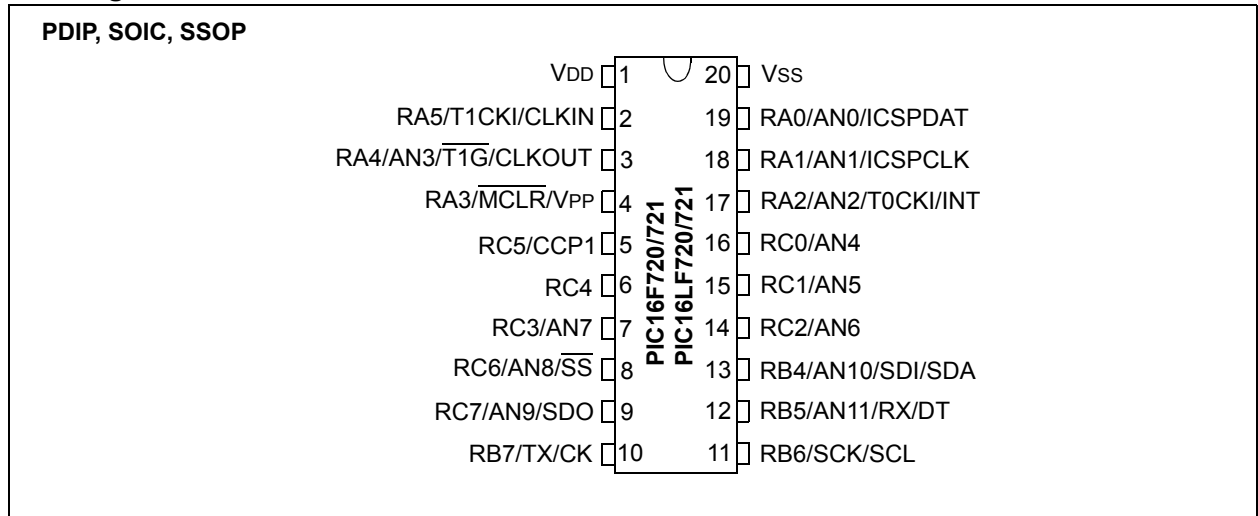 PDIP, SOIC, SSOP
VDD 1 20 VSS
RA5/T1CKI/CLKIN 2 19 RA0/AN0/ICSPDAT
RA4/AN3/T1G/CLKOUT 3 18 RA1/AN1/ICSPCLK
RA3/MCLR/VPP 4 17 RA2/AN2/T0CKI/INT
RC5/CCP1 5 16 RC0/AN4
RC4 6 15 RC1/AN5
RC3/AN7 7 14 RC2/AN6
RC6/AN8/SS 8 13 RB4/AN10/SDI/SDA
RC7/AN9/SDO 9 12 RB5/AN11/RX/DT
RB7/TX/CK 10 11 RB6/SCK/SCL
PIC16F720/721
PIC16LF720/721